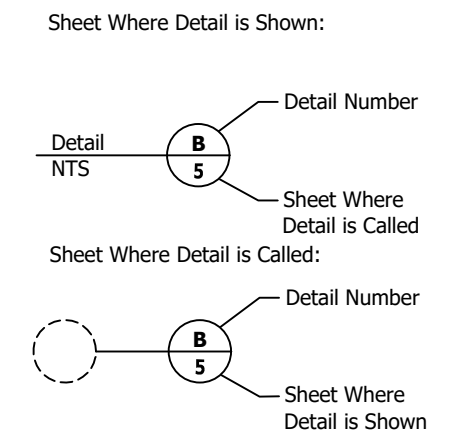 Sheet Where Detail is Shown:
Detail Number
Detail
B
NTS
5
Sheet Where
Detail is Called
Sheet Where Detail is Called:
Detail Number
B
5
Sheet Where
Detail is Shown